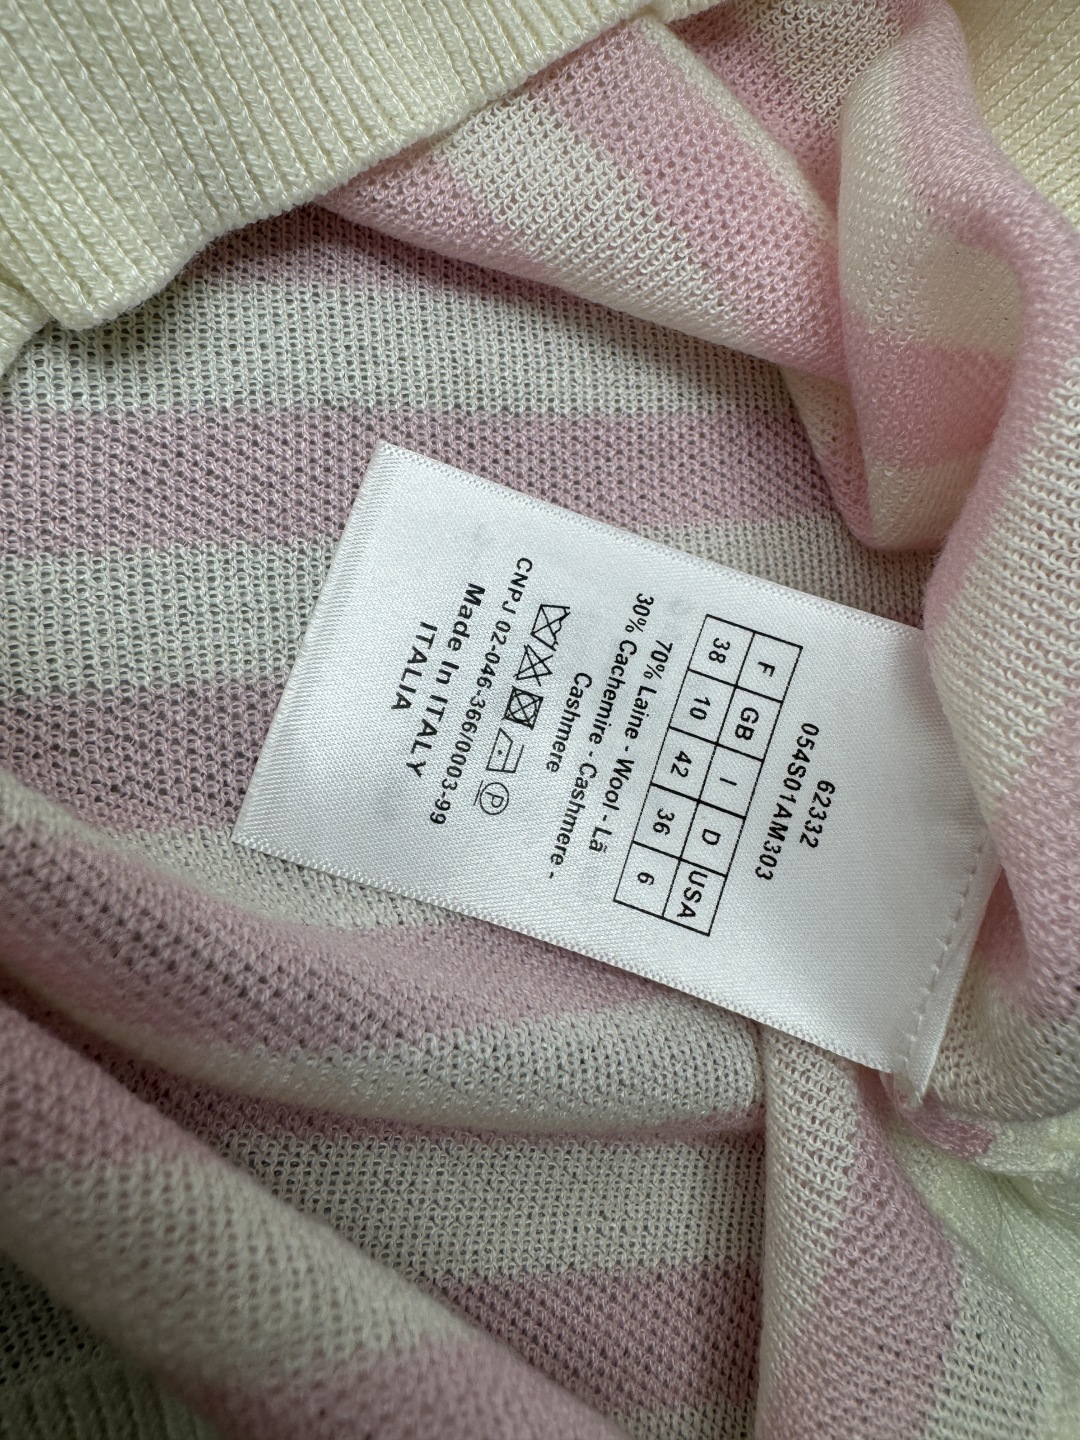 62332
054S01AM303
F GB I D USA
38 10 42 36 6
70% Laine - Wool - Lã
30% Cachemire - Cashmere -
Cashmere
P
CNPJ 02-046-366/0003-99
Made In ITALY
ITALIA